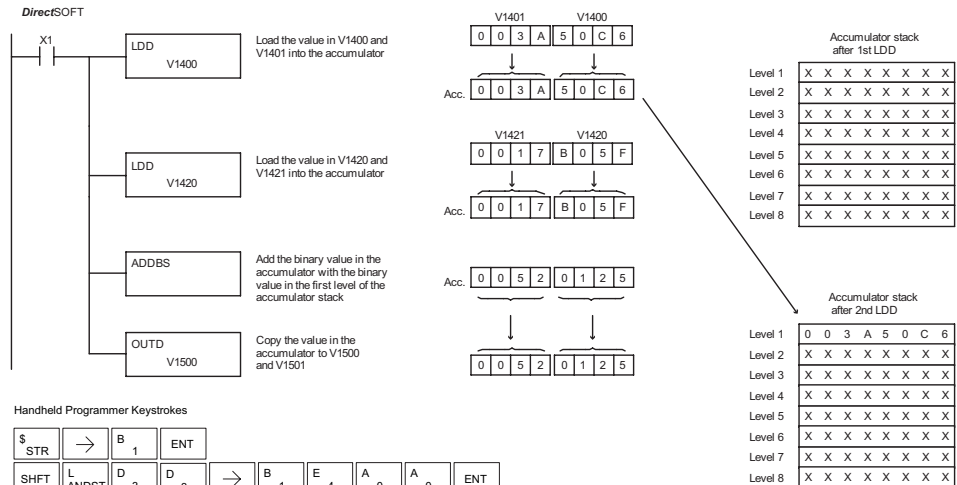 DirectSOFT
X1
LDD
V1400
Load the value in V1400 and
V1401 into the accumulator
V1401 V1400
0 0 3 A 5 0 C 6
Acc. 0 0 3 A 5 0 C 6
Accumulator stack
after 1st LDD
Level 1 X X X X X X X X
Level 2 X X X X X X X X
Level 3 X X X X X X X X
Level 4 X X X X X X X X
Level 5 X X X X X X X X
Level 6 X X X X X X X X
Level 7 X X X X X X X X
Level 8 X X X X X X X X
LDD
V1420
Load the value in V1420 and
V1421 into the accumulator
V1421 V1420
0 0 1 7 B 0 5 F
Acc. 0 0 1 7 B 0 5 F
ADDBS
Add the binary value in the
accumulator with the binary
value in the first level of the
accumulator stack
Acc. 0 0 5 2 0 1 2 5
OUTD
V1500
Copy the value in the
accumulator to V1500
and V1501
0 0 5 2 0 1 2 5
Accumulator stack
after 2nd LDD
Level 1 0 0 3 A 5 0 C 6
Level 2 X X X X X X X X
Level 3 X X X X X X X X
Level 4 X X X X X X X X
Level 5 X X X X X X X X
Level 6 X X X X X X X X
Level 7 X X X X X X X X
Level 8 X X X X X X X X
Handheld Programmer Keystrokes
$ STR → B 1 ENT
SHFT L ANDST D 3 D → B 1 E 4 A 0 A 0 ENT